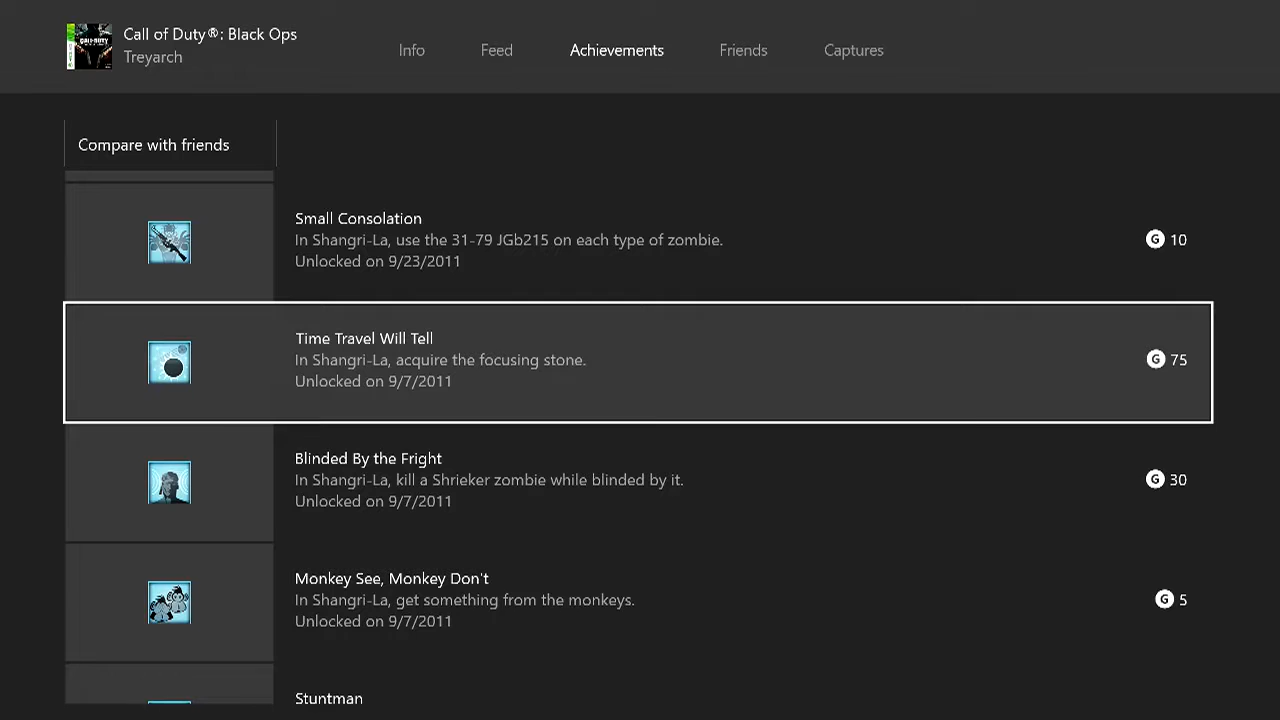 Call of Duty®: Black Ops
Treyarch
Info
Feed
Achievements
Friends
Captures
Compare with friends
Small Consolation
In Shangri-La, use the 31-79 JGb215 on each type of zombie.
Unlocked on 9/23/2011
G 10
Time Travel Will Tell
In Shangri-La, acquire the focusing stone.
Unlocked on 9/7/2011
G 75
Blinded By the Fright
In Shangri-La, kill a Shrieker zombie while blinded by it.
Unlocked on 9/7/2011
G 30
Monkey See, Monkey Don't
In Shangri-La, get something from the monkeys.
Unlocked on 9/7/2011
G 5
Stuntman